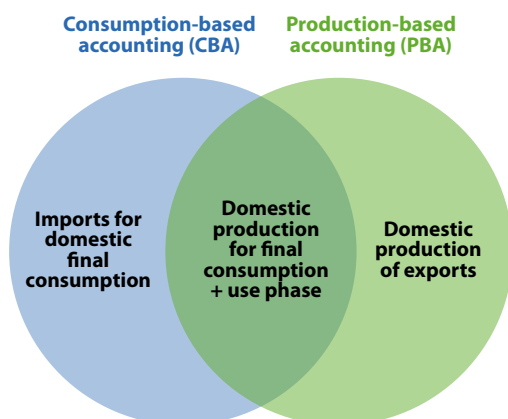 Consumption-based
accounting (CBA)
Production-based
accounting (PBA)
Imports for
domestic
final
consumption
Domestic
production
for final
consumption
+ use phase
Domestic
production
of exports